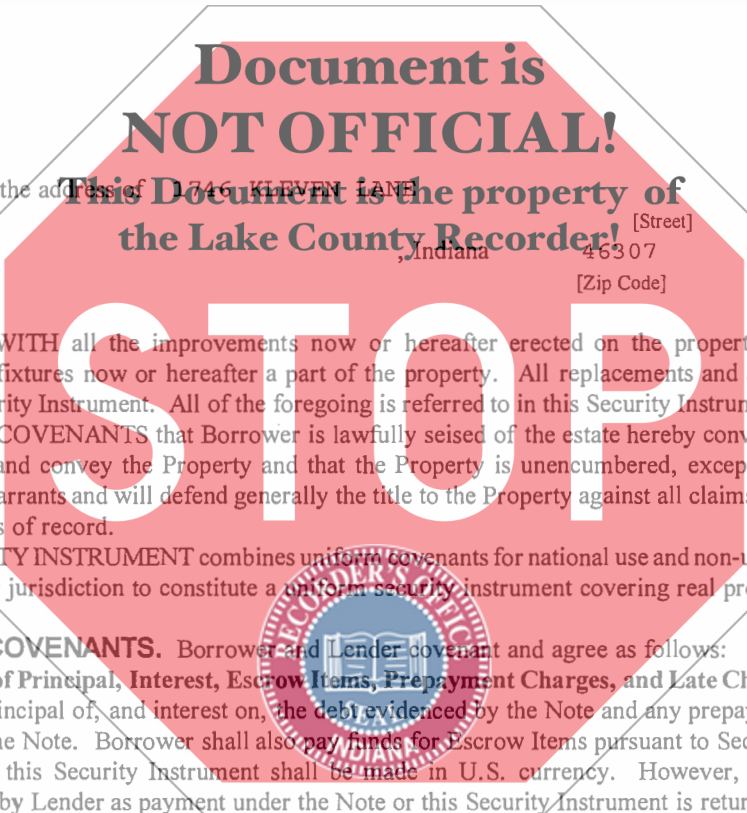 Document is
NOT OFFICIAL!
the address of 1746 KLEVEN LANE
This Document is the property of
[Street]
the Lake County Recorder!
, Indiana 46307
[Zip Code]
STOP
WITH all the improvements now or hereafter erected on the propert
fixtures now or hereafter a part of the property. All replacements and
rity Instrument. All of the foregoing is referred to in this Security Instrum
COVENANTS that Borrower is lawfully seised of the estate hereby conv
and convey the Property and that the Property is unencumbered, excep
arrants and will defend generally the title to the Property against all claims
s of record.
TY INSTRUMENT combines uniform covenants for national use and non-u
jurisdiction to constitute a uniform security instrument covering real pro
RECORDER'S OFFICE
INDIANA
COVENANTS. Borrower and Lender covenant and agree as follows:
of Principal, Interest, Escrow Items, Prepayment Charges, and Late Ch
incipal of, and interest on, the debt evidenced by the Note and any prepay
ne Note. Borrower shall also pay funds for Escrow Items pursuant to Sec
this Security Instrument shall be made in U.S. currency. However,
by Lender as payment under the Note or this Security Instrument is retur